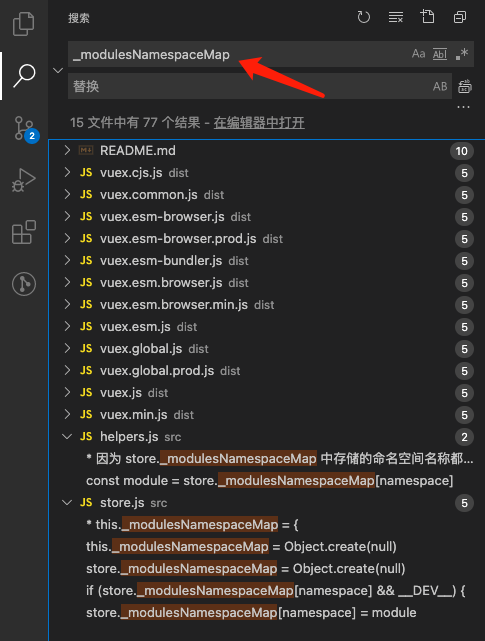 搜索
_modulesNamespaceMap
Aa Abl .*
替换
AB
15 文件中有 77 个结果 - 在编辑器中打开
README.md 10
JS vuex.cjs.js dist 5
JS vuex.common.js dist 5
JS vuex.esm-browser.js dist 5
JS vuex.esm-browser.prod.js dist 5
JS vuex.esm-bundler.js dist 5
JS vuex.esm.browser.js dist 5
JS vuex.esm.browser.min.js dist 5
JS vuex.esm.js dist 5
JS vuex.global.js dist 5
JS vuex.global.prod.js dist 5
JS vuex.js dist 5
JS vuex.min.js dist 5
JS helpers.js src 2
* 因为 store._modulesNamespaceMap 中存储的命名空间名称都...
const module = store._modulesNamespaceMap[namespace]
JS store.js src 5
* this._modulesNamespaceMap = {
this._modulesNamespaceMap = Object.create(null)
store._modulesNamespaceMap = Object.create(null)
if (store._modulesNamespaceMap[namespace] && __DEV__) {
store._modulesNamespaceMap[namespace] = module
2